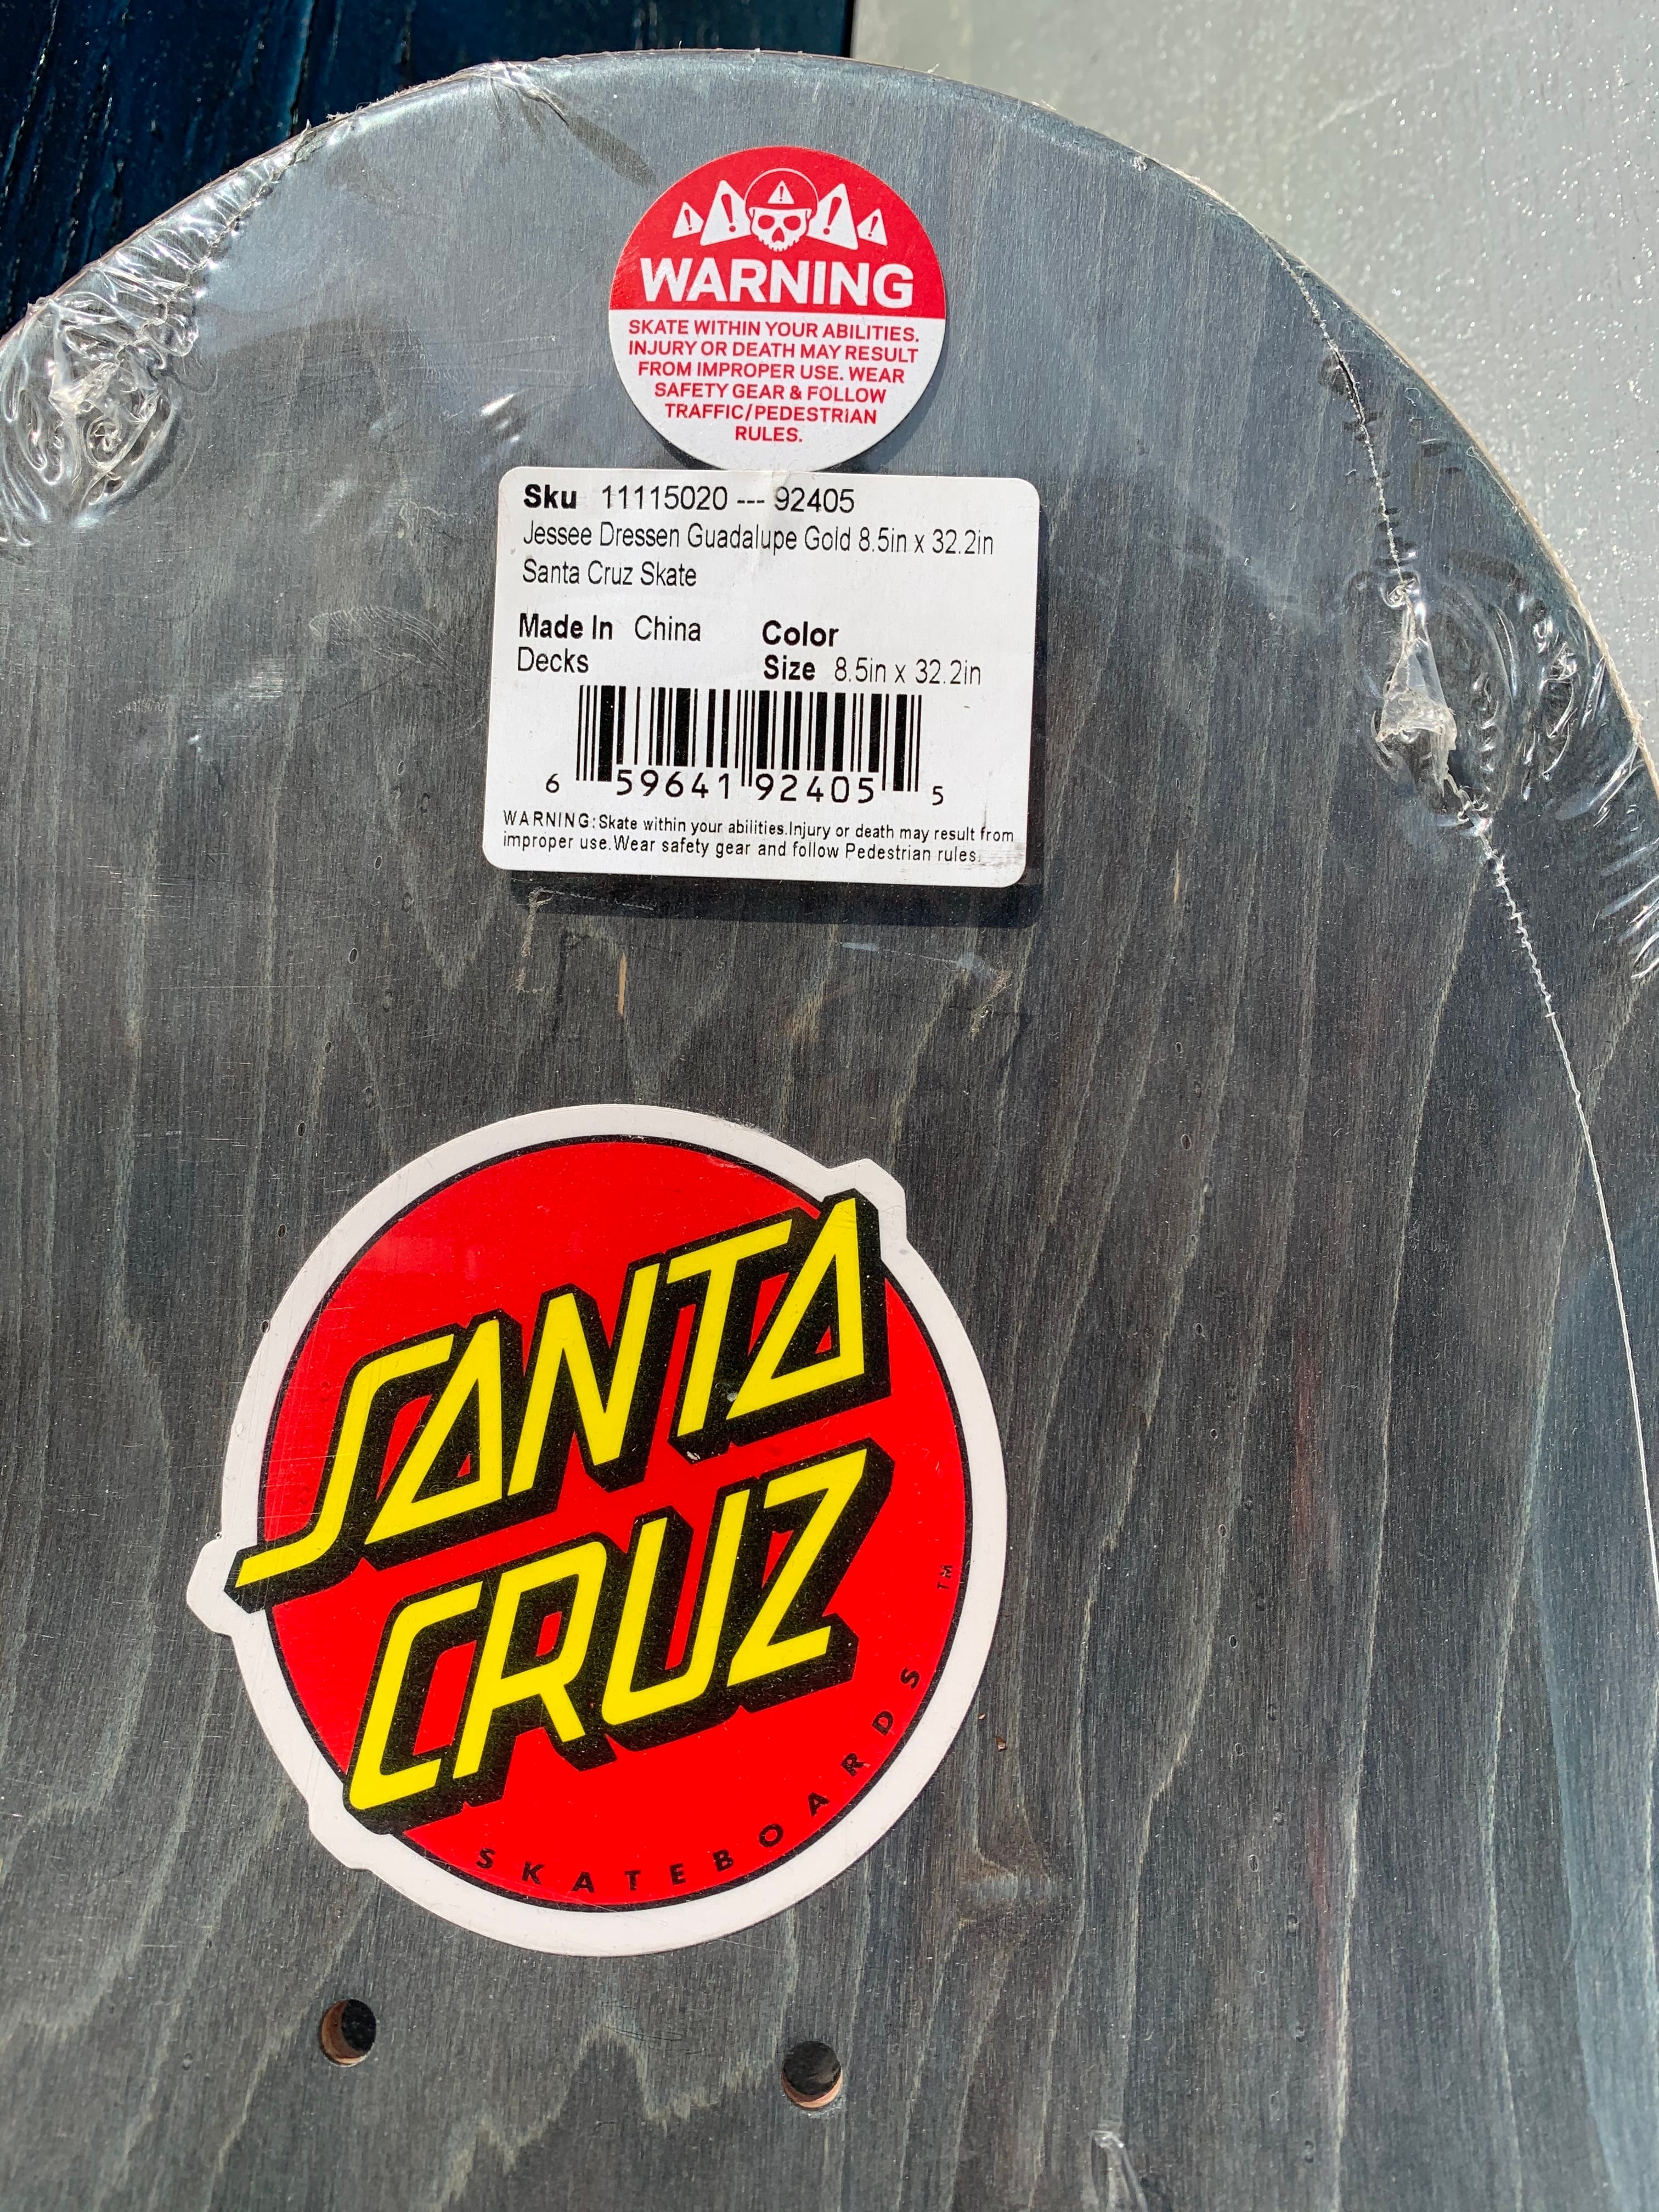 WARNING
SKATE WITHIN YOUR ABILITIES.
INJURY OR DEATH MAY RESULT
FROM IMPROPER USE. WEAR
SAFETY GEAR & FOLLOW
TRAFFIC/PEDESTRiAN
RULES.
Sku 11115020 --- 92405
Jessee Dressen Guadalupe Gold 8.5in x 32.2in
Santa Cruz Skate
Made In China Color
Decks Size 8.5in x 32.2in
6 59641 92405 5
WARNING:Skate within your abilities.Injury or death may result from
improper use.Wear safety gear and follow Pedestrian rules.
SANTA
CRUZ
TM
SKATEBOARDS